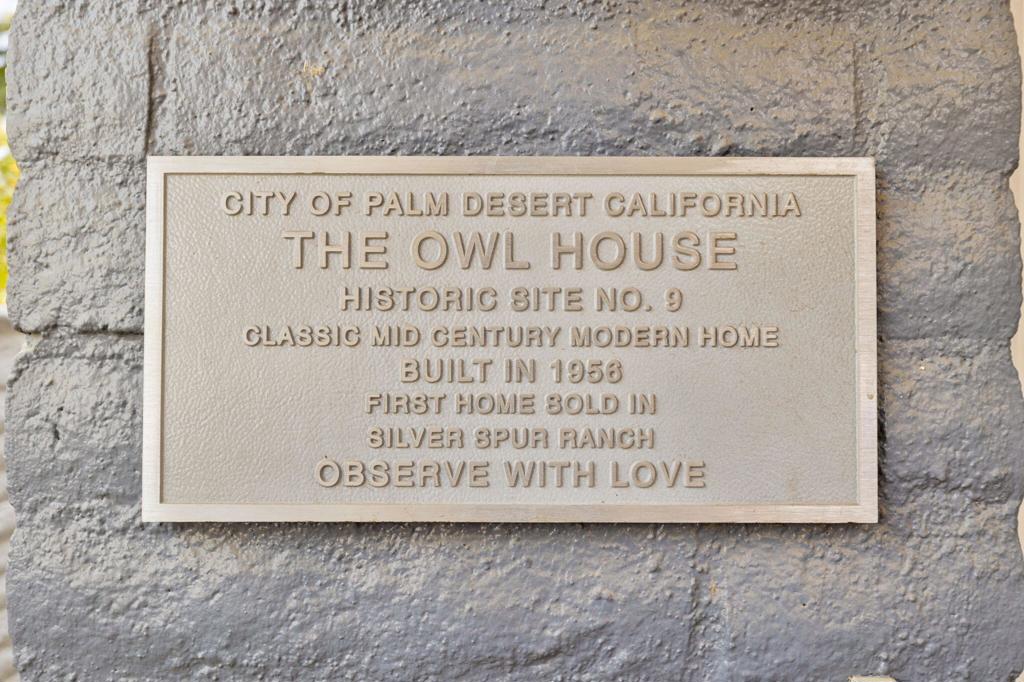 CITY OF PALM DESERT CALIFORNIA
THE OWL HOUSE
HISTORIC SITE NO. 9
CLASSIC MID CENTURY MODERN HOME
BUILT IN 1956
FIRST HOME SOLD IN
SILVER SPUR RANCH
OBSERVE WITH LOVE